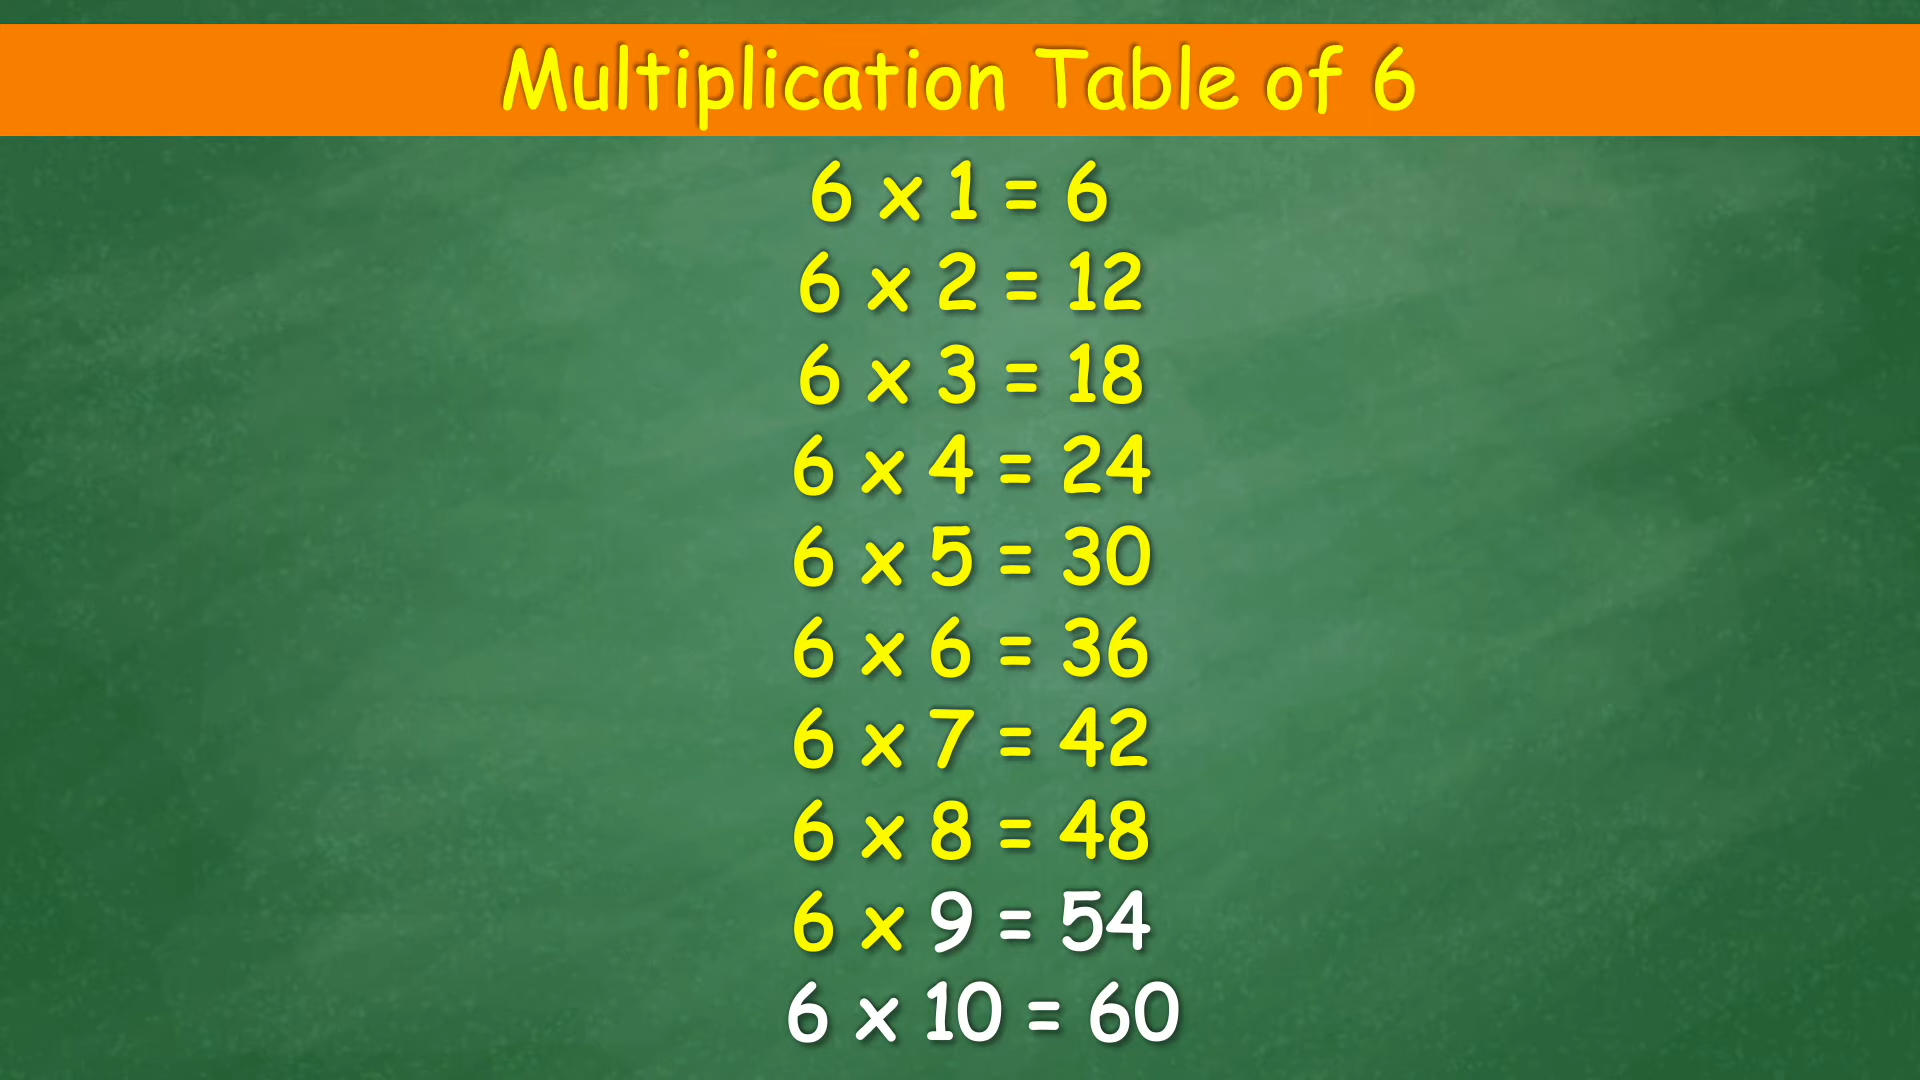 Multiplication Table of 6
6 x 1 = 6
6 x 2 = 12
6 x 3 = 18
6 x 4 = 24
6 x 5 = 30
6 x 6 = 36
6 x 7 = 42
6 x 8 = 48
6 x 9 = 54
6 x 10 = 60